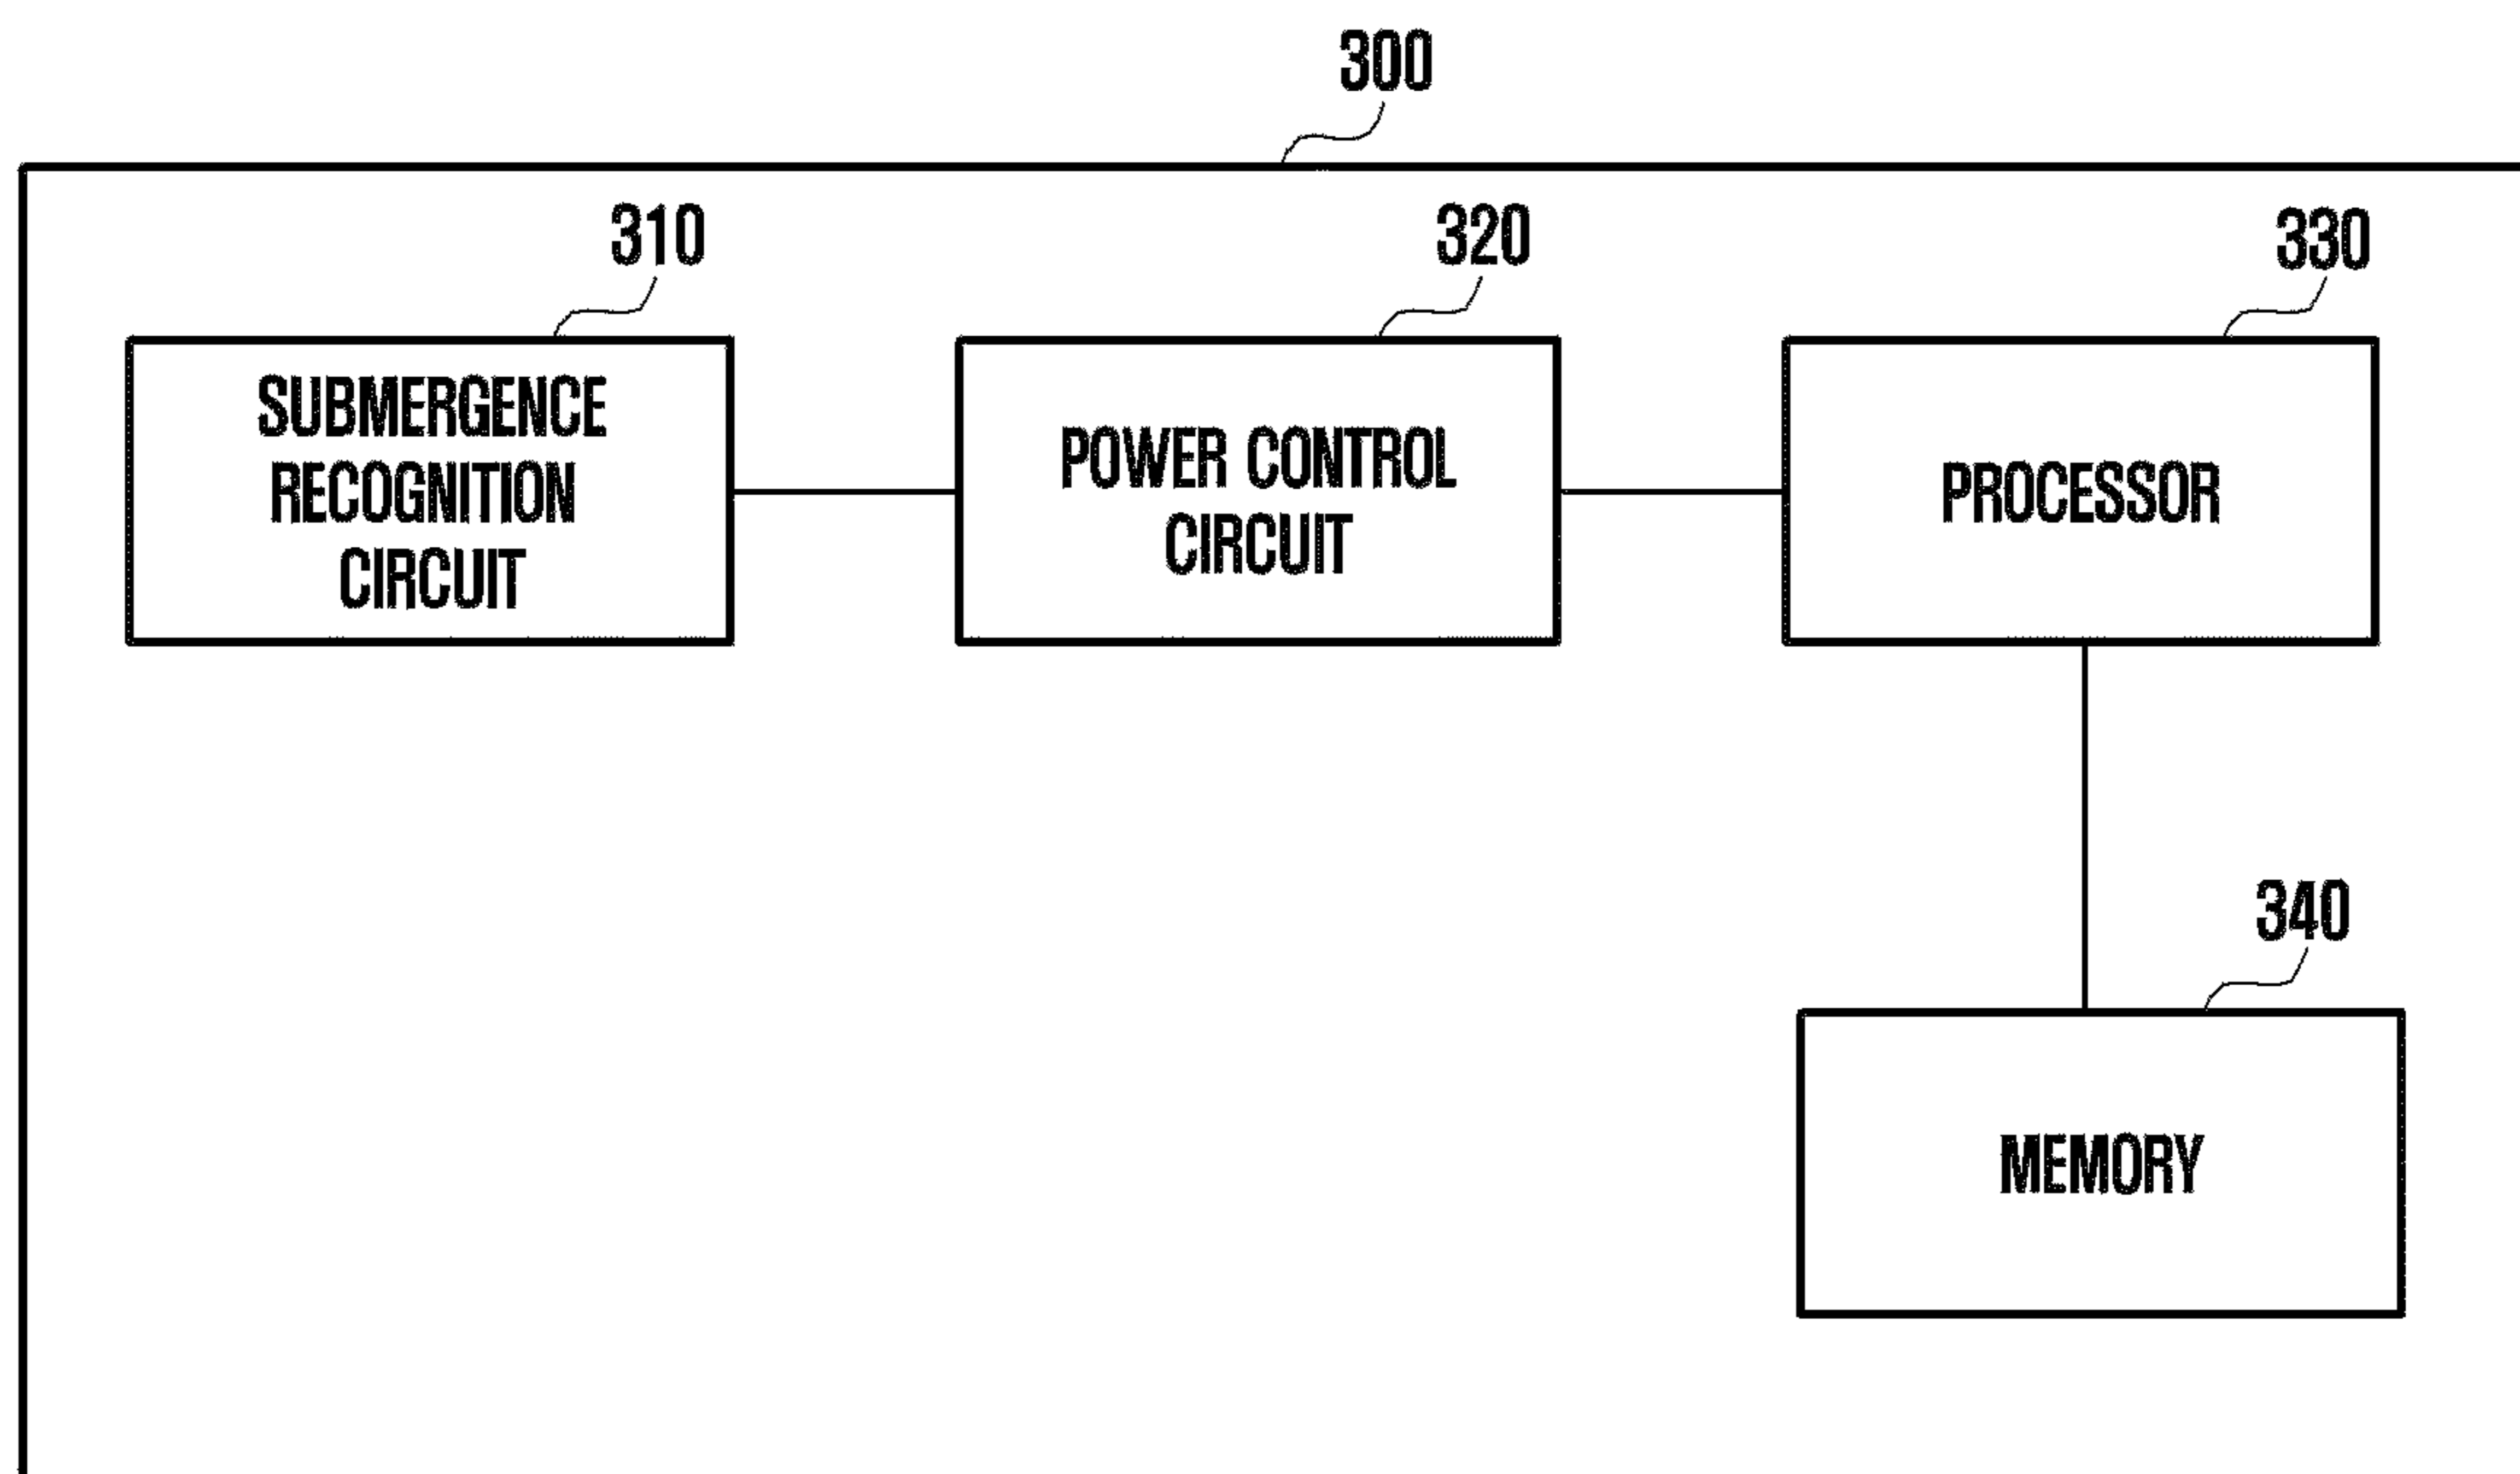 300
310
320
330
SUBMERGENCE
RECOGNITION
CIRCUIT
POWER CONTROL
CIRCUIT
PROCESSOR
340
MEMORY